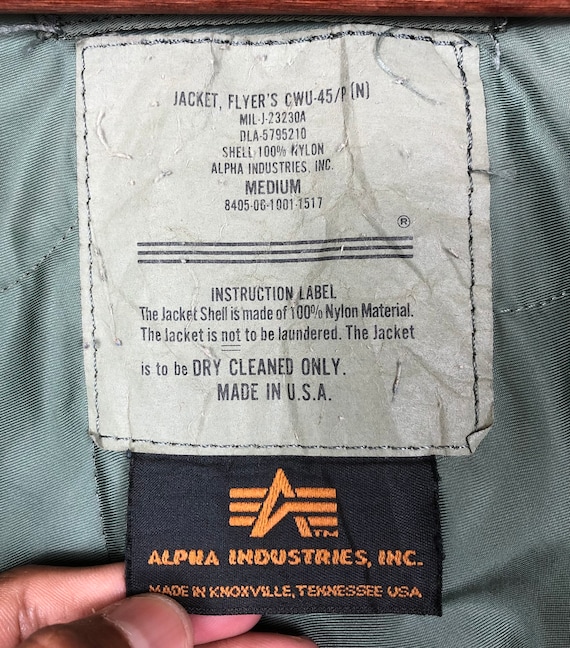 JACKET, FLYER'S CWU-45/P (N)
MIL-J-23230A
DLA-5795210
SHELL 100% NYLON
ALPHA INDUSTRIES, INC.
MEDIUM
8405-06-1001-1517
®
INSTRUCTION LABEL
The Jacket Shell is made of 100% Nylon Material.
The Jacket is not to be laundered. The Jacket
is to be DRY CLEANED ONLY.
MADE IN U.S.A.
TM
ALPHA INDUSTRIES, INC.
MADE IN KNOXVILLE, TENNESSEE USA